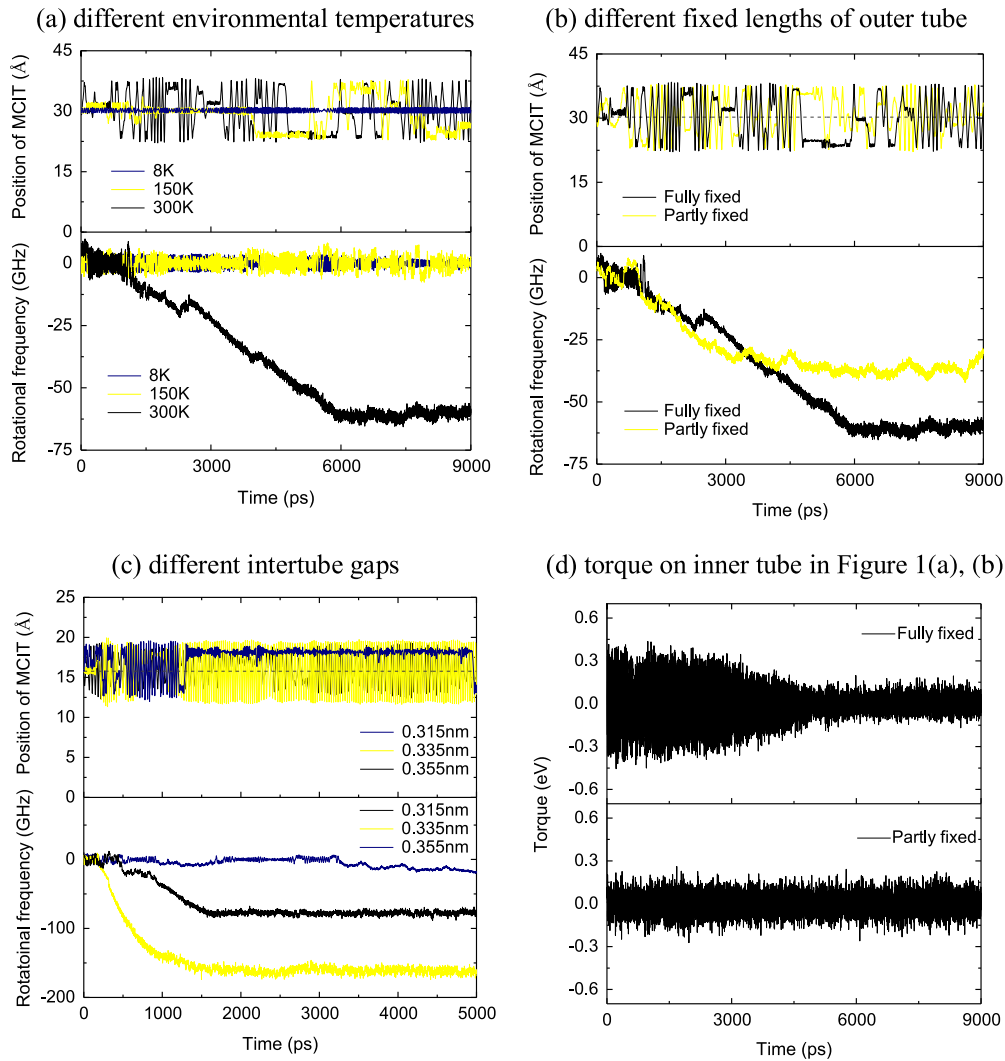 (a) different environmental temperatures
Position of MCIT (Å)
45
30
15
0
8K
150K
300K
Rotational frequency (GHz)
0
-25
-50
-75
8K
150K
300K
0
3000
6000
9000
Time (ps)
(b) different fixed lengths of outer tube
Position of MCIT (Å)
45
30
15
0
Fully fixed
Partly fixed
Rotational frequency (GHz)
0
-25
-50
-75
Fully fixed
Partly fixed
0
3000
6000
9000
Time (ps)
(c) different intertube gaps
Position of MCIT (Å)
25
20
15
10
5
0
0.315nm
0.335nm
0.355nm
Rotatoinal frequency (GHz)
0
-100
-200
0.315nm
0.335nm
0.355nm
0
1000
2000
3000
4000
5000
Time (ps)
(d) torque on inner tube in Figure 1(a), (b)
Torque (eV)
0.6
0.3
0.0
-0.3
-0.6
Fully fixed
0.6
0.3
0.0
-0.3
-0.6
Partly fixed
0
3000
6000
9000
Time (ps)